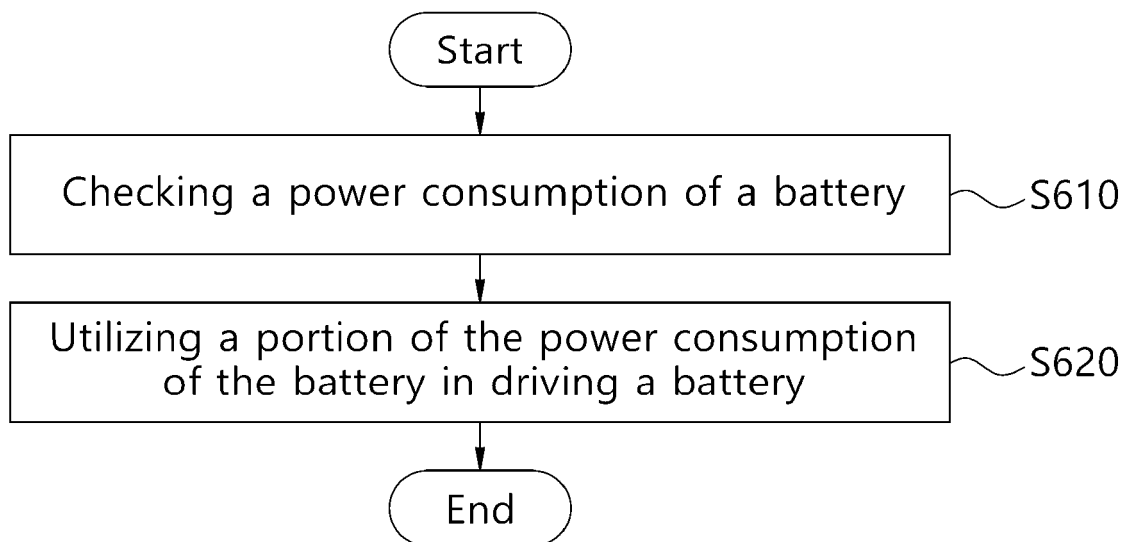 Start
Checking a power consumption of a battery
S610
Utilizing a portion of the power consumption
of the battery in driving a battery
S620
End